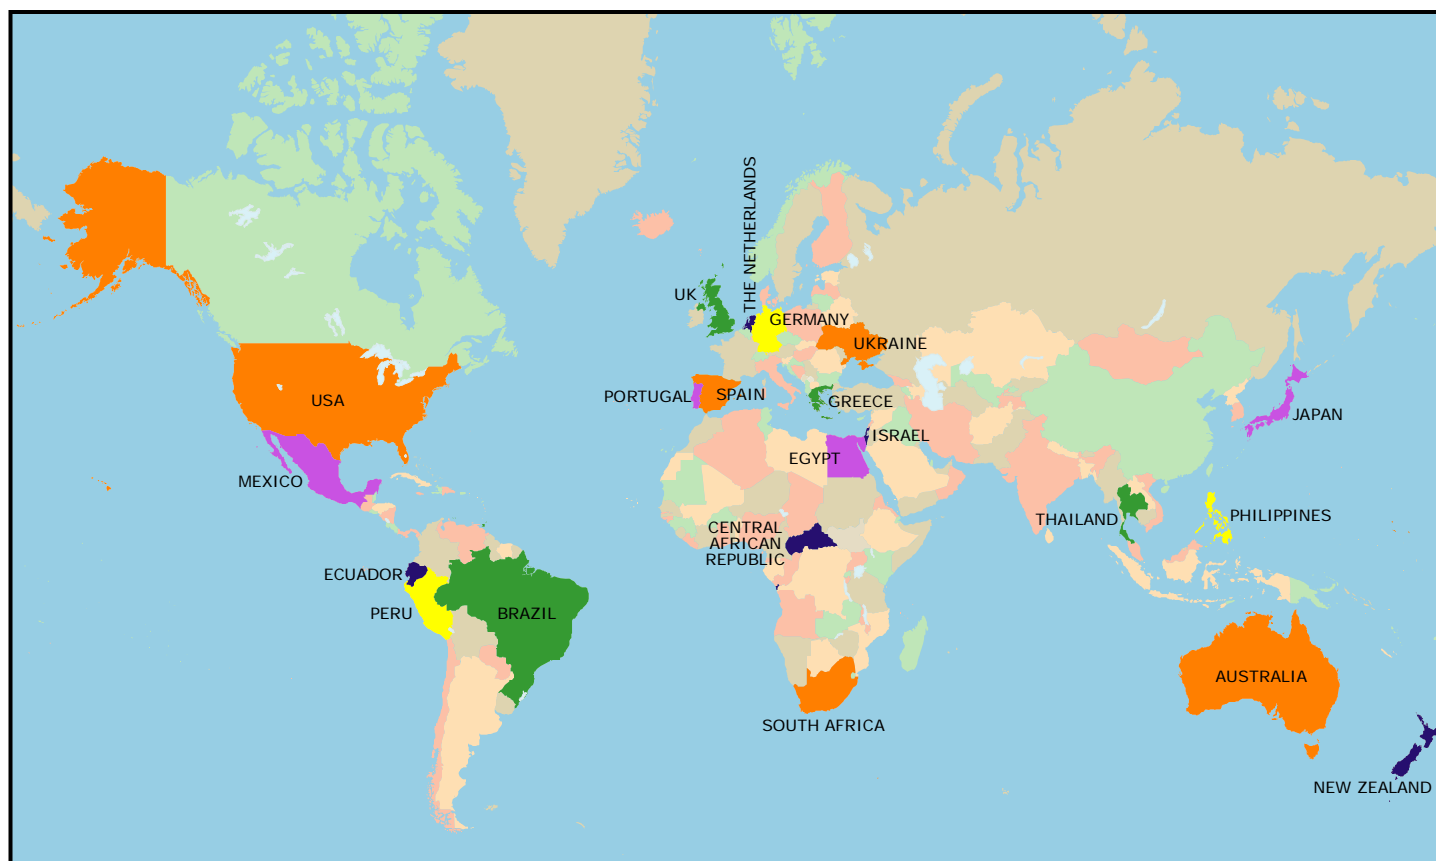 THE NETHERLANDS
UK
GERMANY
UKRAINE
PORTUGAL
SPAIN
GREECE
USA
JAPAN
ISRAEL
EGYPT
MEXICO
THAILAND
PHILIPPINES
CENTRAL
AFRICAN
REPUBLIC
ECUADOR
PERU
BRAZIL
AUSTRALIA
SOUTH AFRICA
NEW ZEALAND